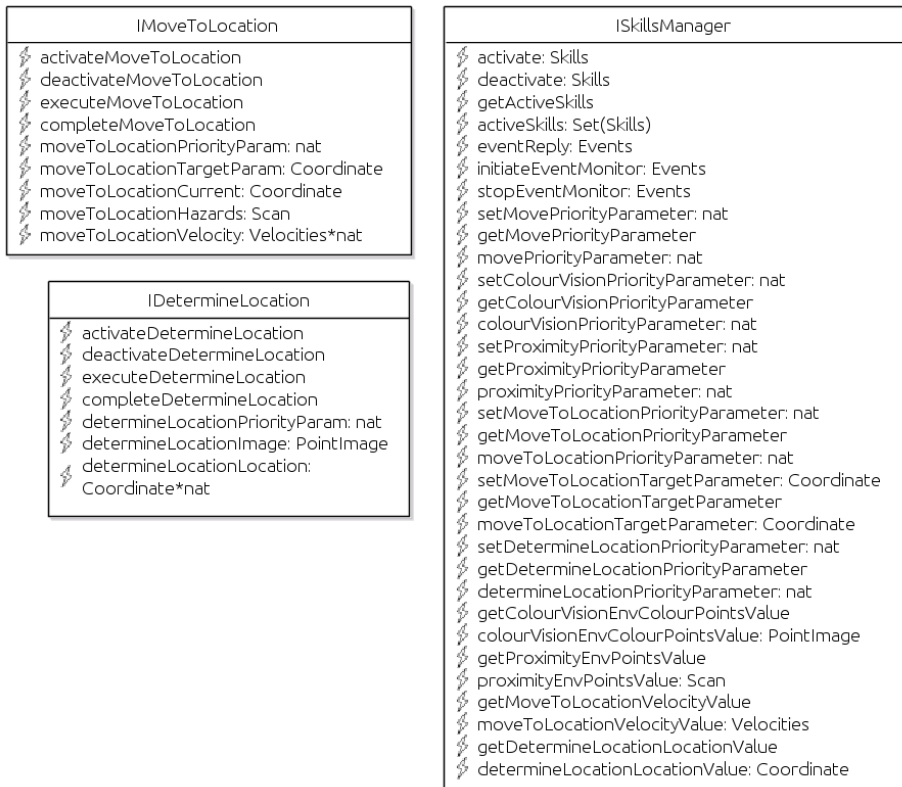 IMoveToLocation
activateMoveToLocation
deactivateMoveToLocation
executeMoveToLocation
completeMoveToLocation
moveToLocationPriorityParam: nat
moveToLocationTargetParam: Coordinate
moveToLocationCurrent: Coordinate
moveToLocationHazards: Scan
moveToLocationVelocity: Velocities*nat
IDetermineLocation
activateDetermineLocation
deactivateDetermineLocation
executeDetermineLocation
completeDetermineLocation
determineLocationPriorityParam: nat
determineLocationImage: PointImage
determineLocationLocation:
Coordinate*nat
ISkillsManager
activate: Skills
deactivate: Skills
getActiveSkills
activeSkills: Set(Skills)
eventReply: Events
initiateEventMonitor: Events
stopEventMonitor: Events
setMovePriorityParameter: nat
getMovePriorityParameter
movePriorityParameter: nat
setColourVisionPriorityParameter: nat
getColourVisionPriorityParameter
colourVisionPriorityParameter: nat
setProximityPriorityParameter: nat
getProximityPriorityParameter
proximityPriorityParameter: nat
setMoveToLocationPriorityParameter: nat
getMoveToLocationPriorityParameter
moveToLocationPriorityParameter: nat
setMoveToLocationTargetParameter: Coordinate
getMoveToLocationTargetParameter
moveToLocationTargetParameter: Coordinate
setDetermineLocationPriorityParameter: nat
getDetermineLocationPriorityParameter
determineLocationPriorityParameter: nat
getColourVisionEnvColourPointsValue
colourVisionEnvColourPointsValue: PointImage
getProximityEnvPointsValue
proximityEnvPointsValue: Scan
getMoveToLocationVelocityValue
moveToLocationVelocityValue: Velocities
getDetermineLocationLocationValue
determineLocationLocationValue: Coordinate